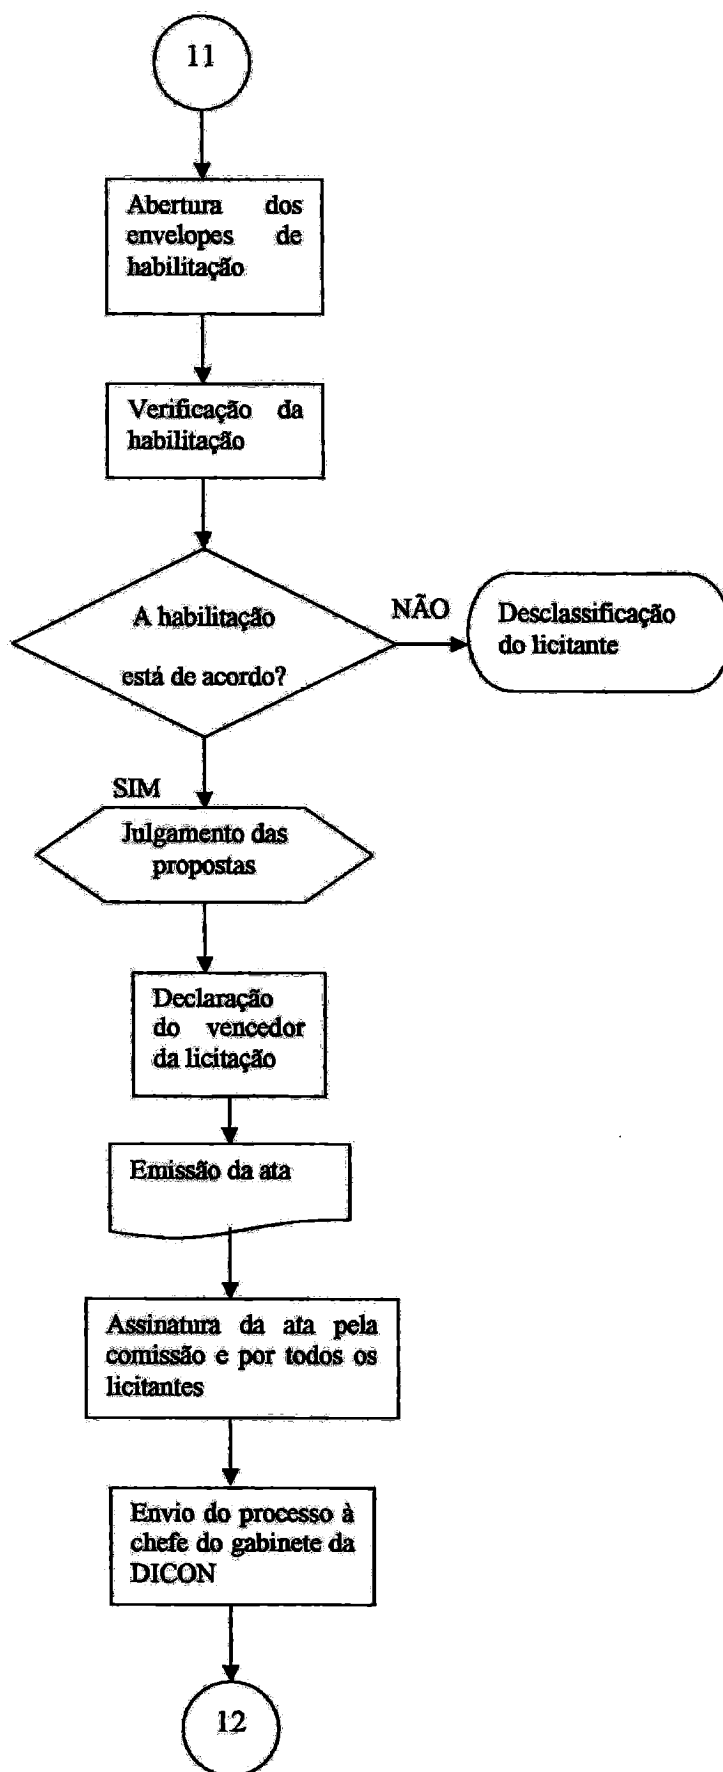 11
Abertura dos
envelopes de
habilitação
Verificação da
habilitação
A habilitação
está de acordo?
NÃO
Desclassificação
do licitante
SIM
Julgamento das
propostas
Declaração
do vencedor
da licitação
Emissão da ata
Assinatura da ata pela
comissão e por todos os
licitantes
Envio do processo à
chefe do gabinete da
DICON
12